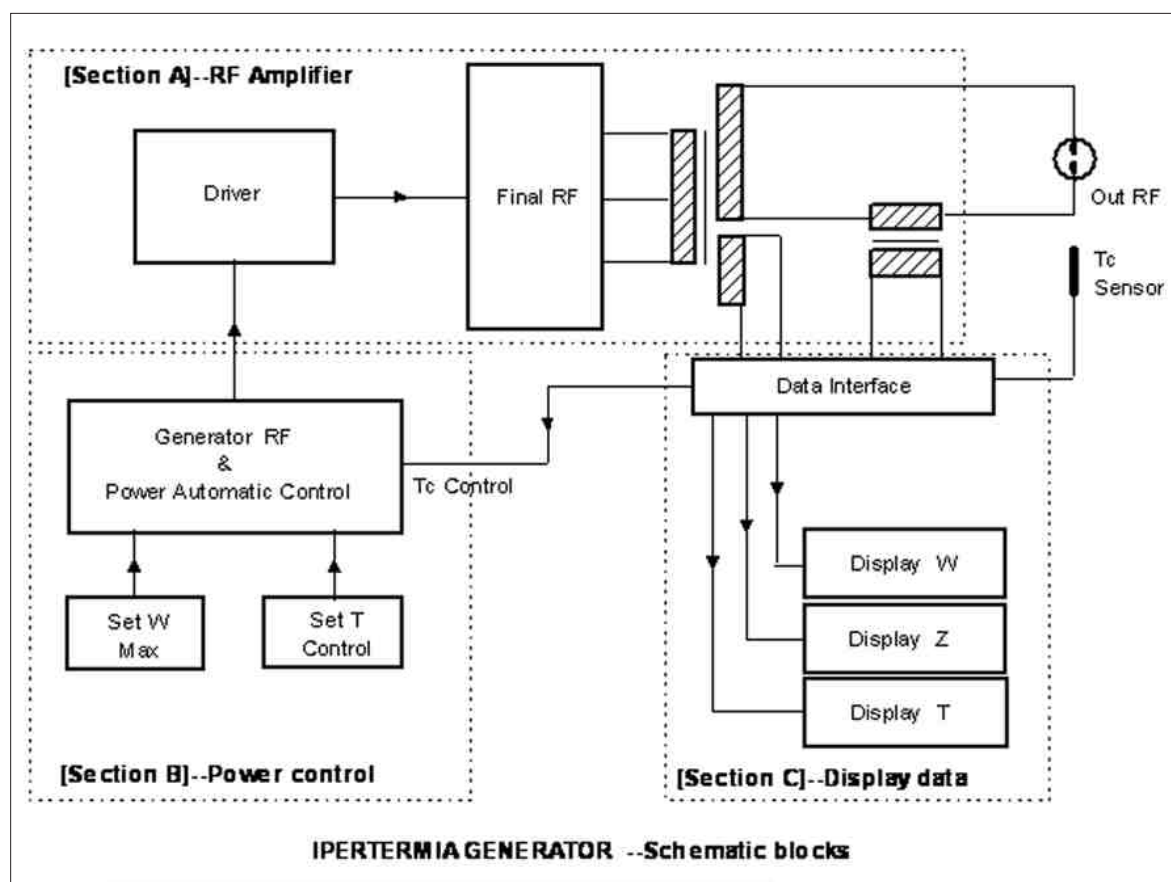 [Section A]--RF Amplifier
Driver
Final RF
Out RF
Tc
Sensor
Data Interface
Generator RF
&
Power Automatic Control
Tc Control
Set W
Max
Set T
Control
Display W
Display Z
Display T
[Section B]--Power control
[Section C]--Display data
IPERTERMIA GENERATOR --Schematic blocks